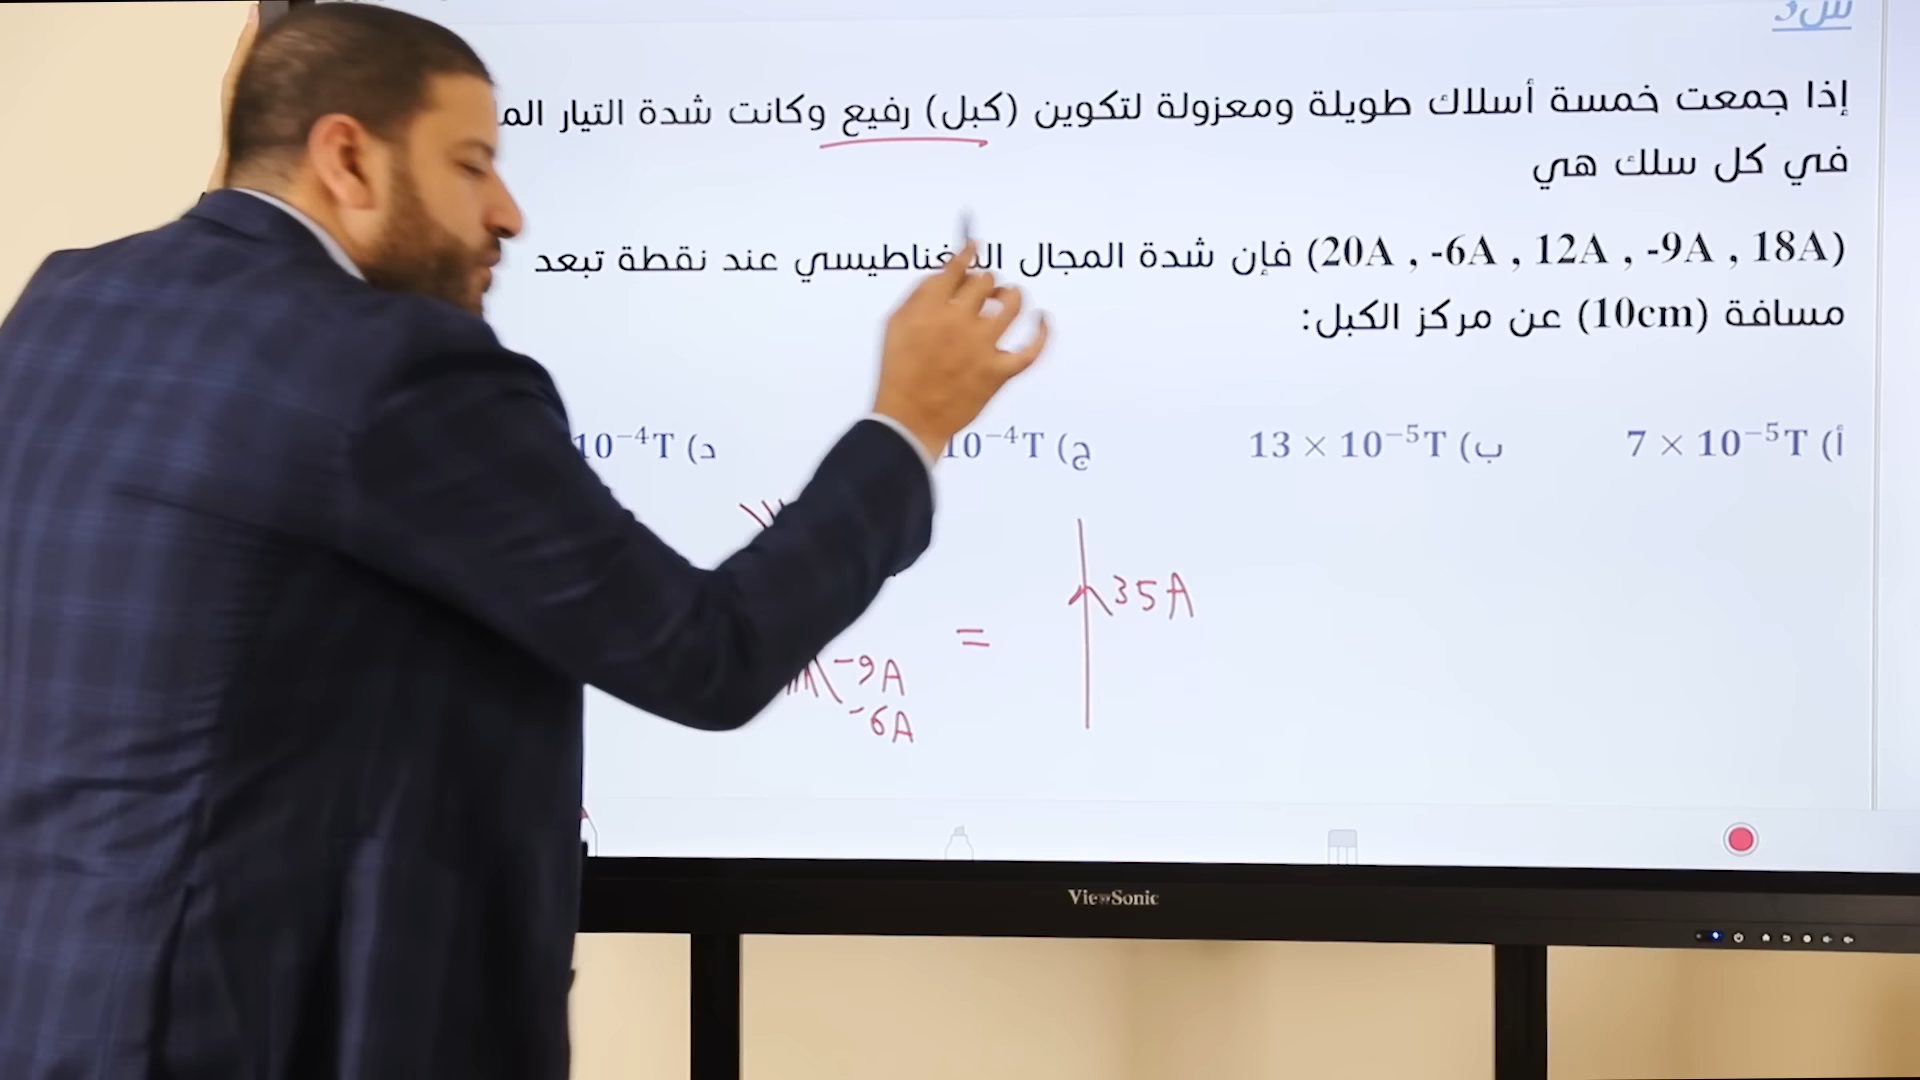 س3
إذا جمعت خمسة أسلاك طويلة ومعزولة لتكوين (كبل) رفيع وكانت شدة التيار
في كل سلك هي
(20A , -6A , 12A , -9A , 18A) فإن شدة المجال المغناطيسي عند نقطة تبعد
مسافة (10cm) عن مركز الكبل:
أ) 7 × 10⁻⁵T ب) 13 × 10⁻⁵T ج) 10⁻⁴T د) 10⁻⁴T
35A
=
-9A
-6A
ViewSonic